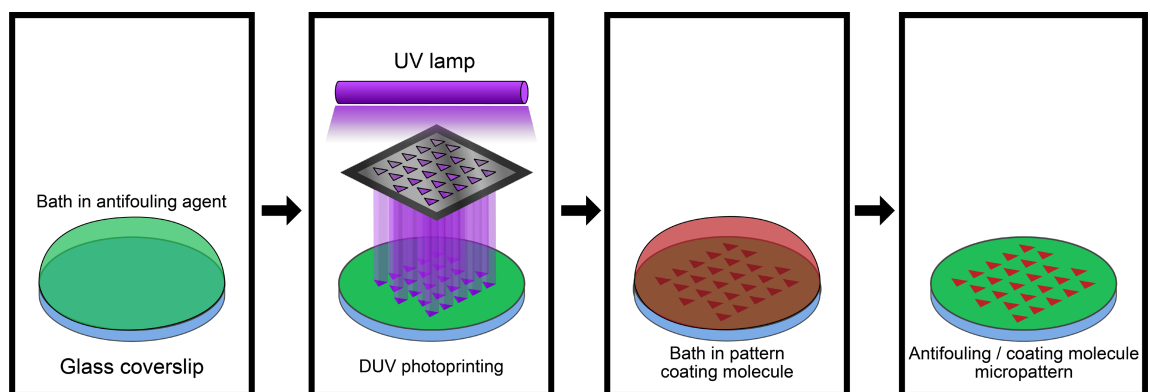 Bath in antifouling agent
Glass coverslip
UV lamp
DUV photoprinting
Bath in pattern
coating molecule
Antifouling / coating molecule
micropattern